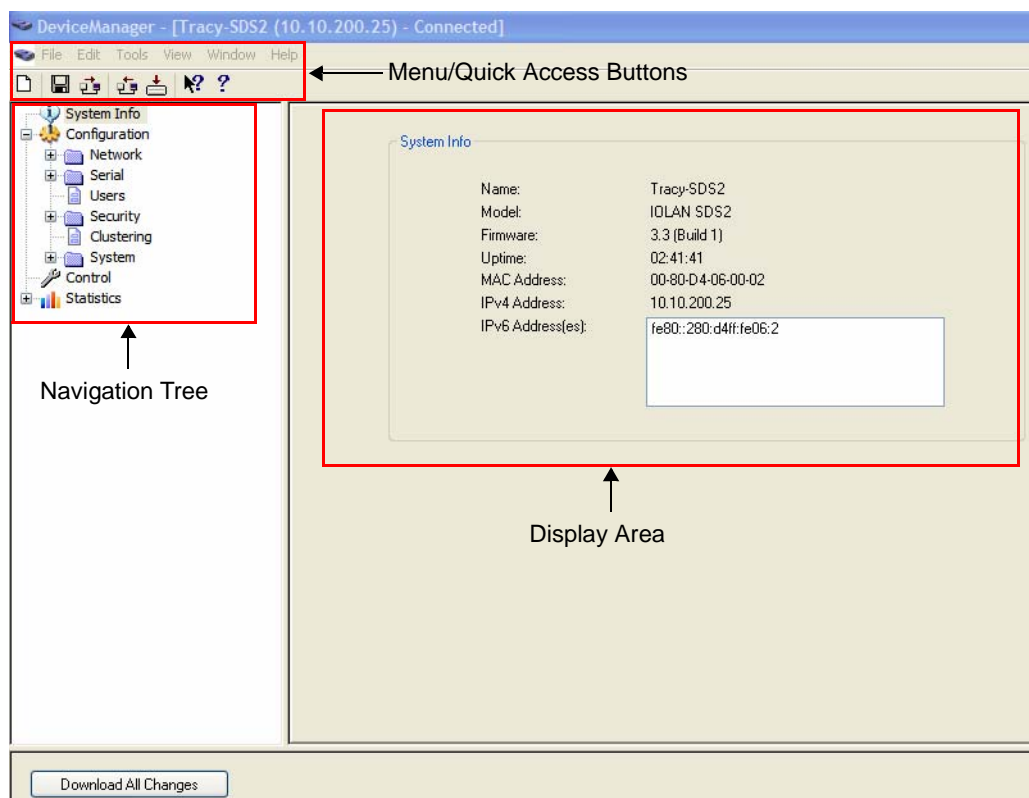 DeviceManager - [Tracy-SDS2 (10.10.200.25) - Connected]
File Edit Tools View Window Help
Menu/Quick Access Buttons
System Info
Configuration
Network
Serial
Users
Security
Clustering
System
Control
Statistics
Navigation Tree
System Info
Name: Tracy-SDS2
Model: IOLAN SDS2
Firmware: 3.3 (Build 1)
Uptime: 02:41:41
MAC Address: 00-80-D4-06-00-02
IPv4 Address: 10.10.200.25
IPv6 Address(es): fe80::280:d4ff:fe06:2
Display Area
Download All Changes